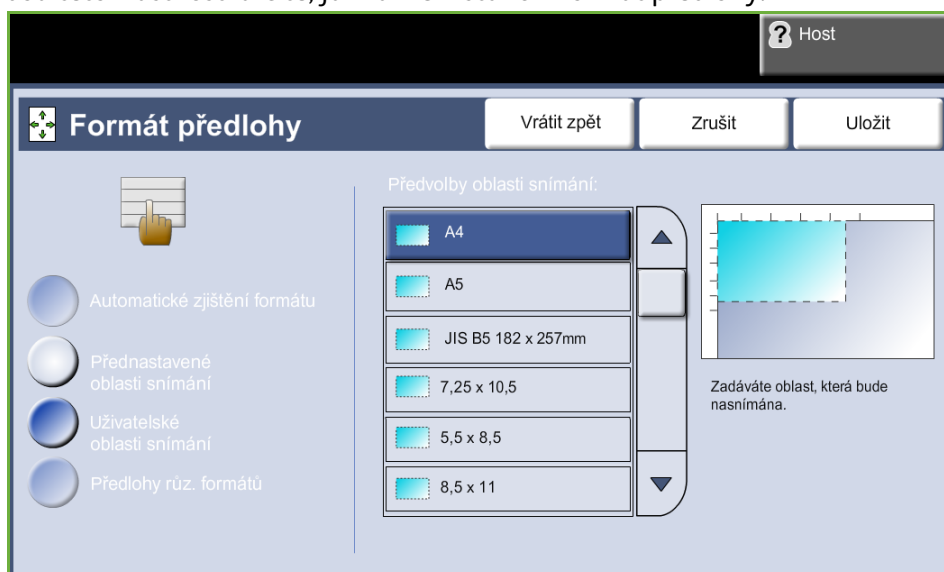 Host
Formát předlohy
Vrátit zpět
Zrušit
Uložit
Předvolby oblasti snímání:
Automatické zjištění formátu
Přednastavené
oblasti snímání
Uživatelské
oblasti snímání
Předlohy růz. formátů
A4
A5
JIS B5 182 x 257mm
7,25 x 10,5
5,5 x 8,5
8,5 x 11
Zadáváte oblast, která bude
nasnímána.